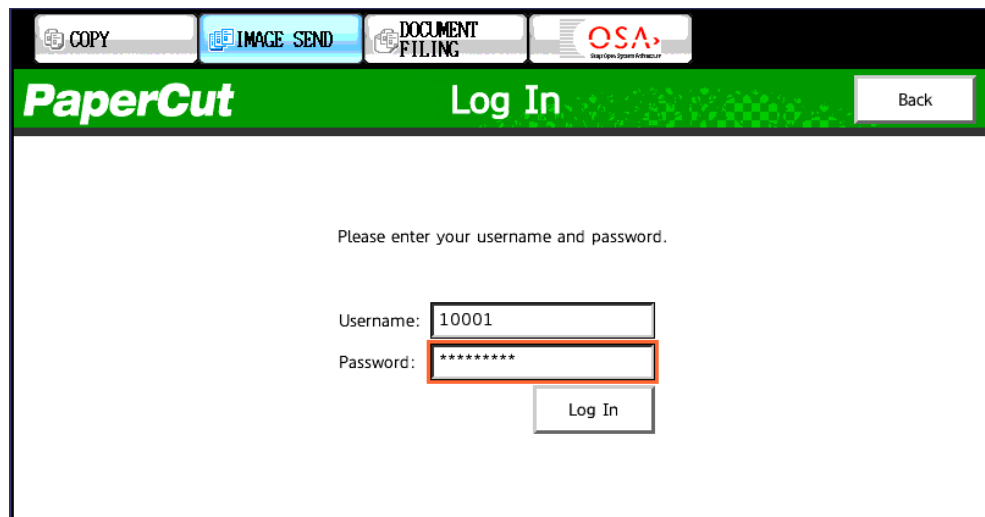 COPY
IMAGE SEND
DOCUMENT
FILING
OSA
PaperCut
Log In
Back
Please enter your username and password.
Username: 10001
Password: *********
Log In